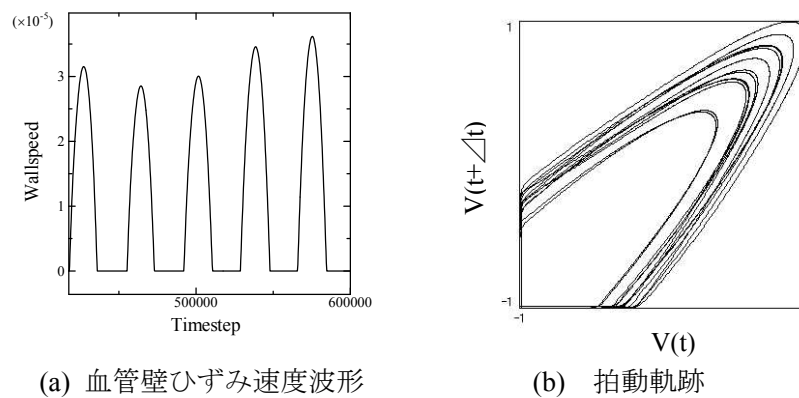 (×10⁻⁵)
3
2
1
0
Wallspeed
500000
600000
Timestep
(a) 血管壁ひずみ速度波形
1
V(t+⊿t)
-1
-1
V(t)
(b) 拍動軌跡